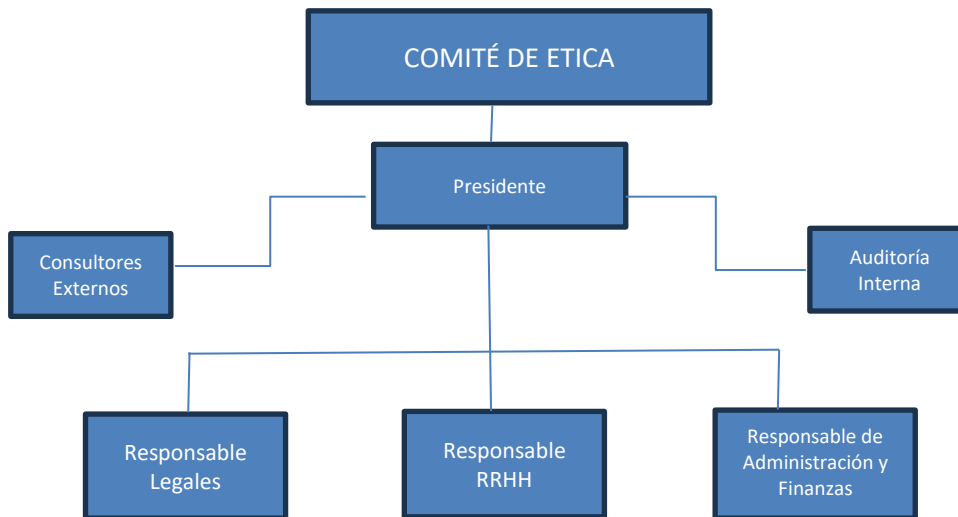 COMITÉ DE ETICA
Presidente
Consultores
Externos
Auditoría
Interna
Responsable
Legales
Responsable
RRHH
Responsable de
Administración y
Finanzas